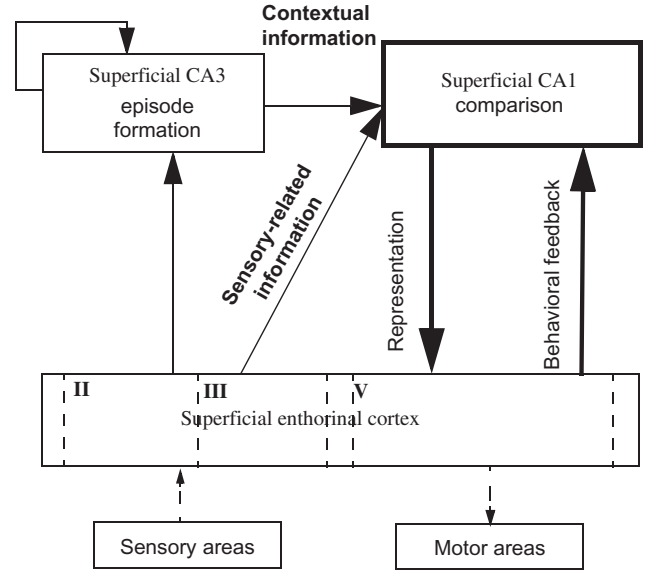 Contextual
information
Superficial CA3
episode
formation
Superficial CA1
comparison
Sensory-related
information
Representation
Behavioral feedback
II
III
V
Superficial enthorinal cortex
Sensory areas
Motor areas